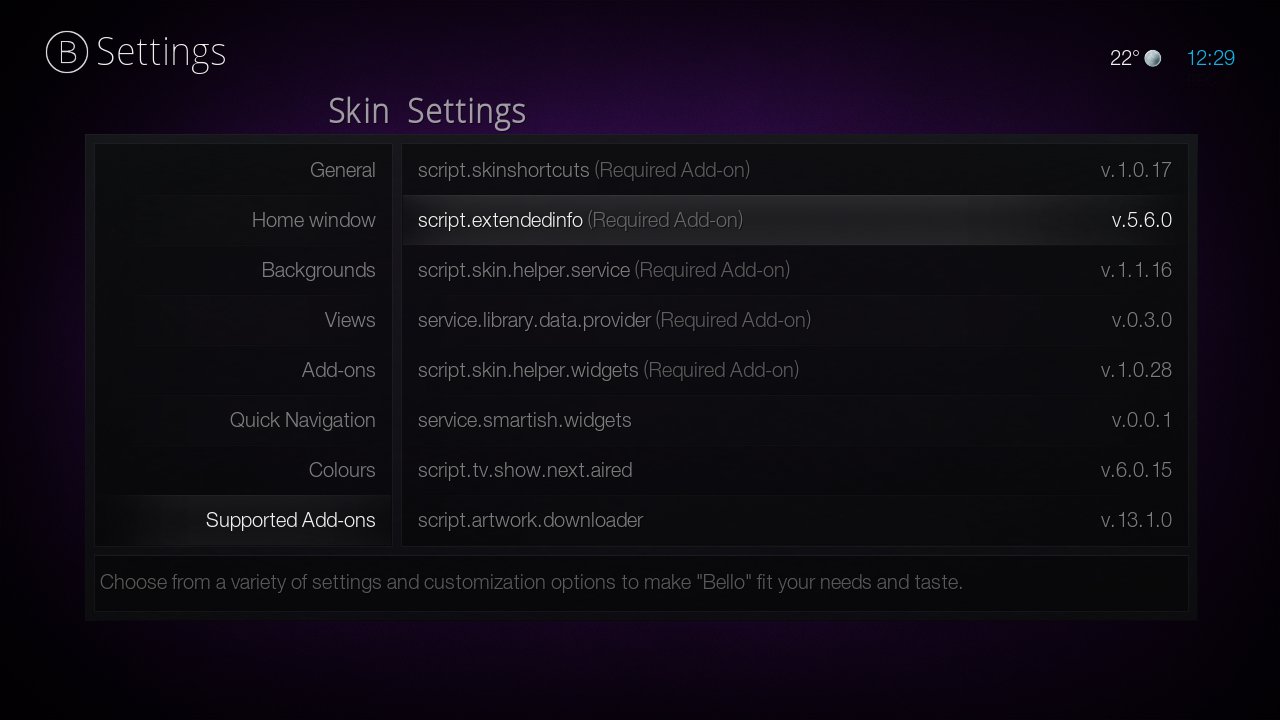 B Settings
22° 12:29
Skin Settings
General
Home window
Backgrounds
Views
Add-ons
Quick Navigation
Colours
Supported Add-ons
script.skinshortcuts (Required Add-on) v.1.0.17
script.extendedinfo (Required Add-on) v.5.6.0
script.skin.helper.service (Required Add-on) v.1.1.16
service.library.data.provider (Required Add-on) v.0.3.0
script.skin.helper.widgets (Required Add-on) v.1.0.28
service.smartish.widgets v.0.0.1
script.tv.show.next.aired v.6.0.15
script.artwork.downloader v.13.1.0
Choose from a variety of settings and customization options to make "Bello" fit your needs and taste.